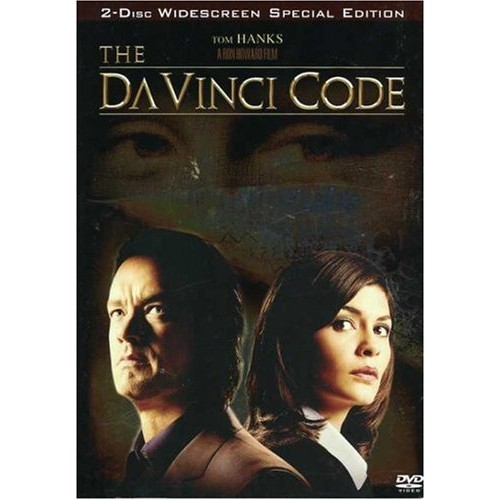 2-Disc Widescreen Special Edition
TOM HANKS
A RON HOWARD FILM
THE
DA VINCI CODE
DVD
VIDEO